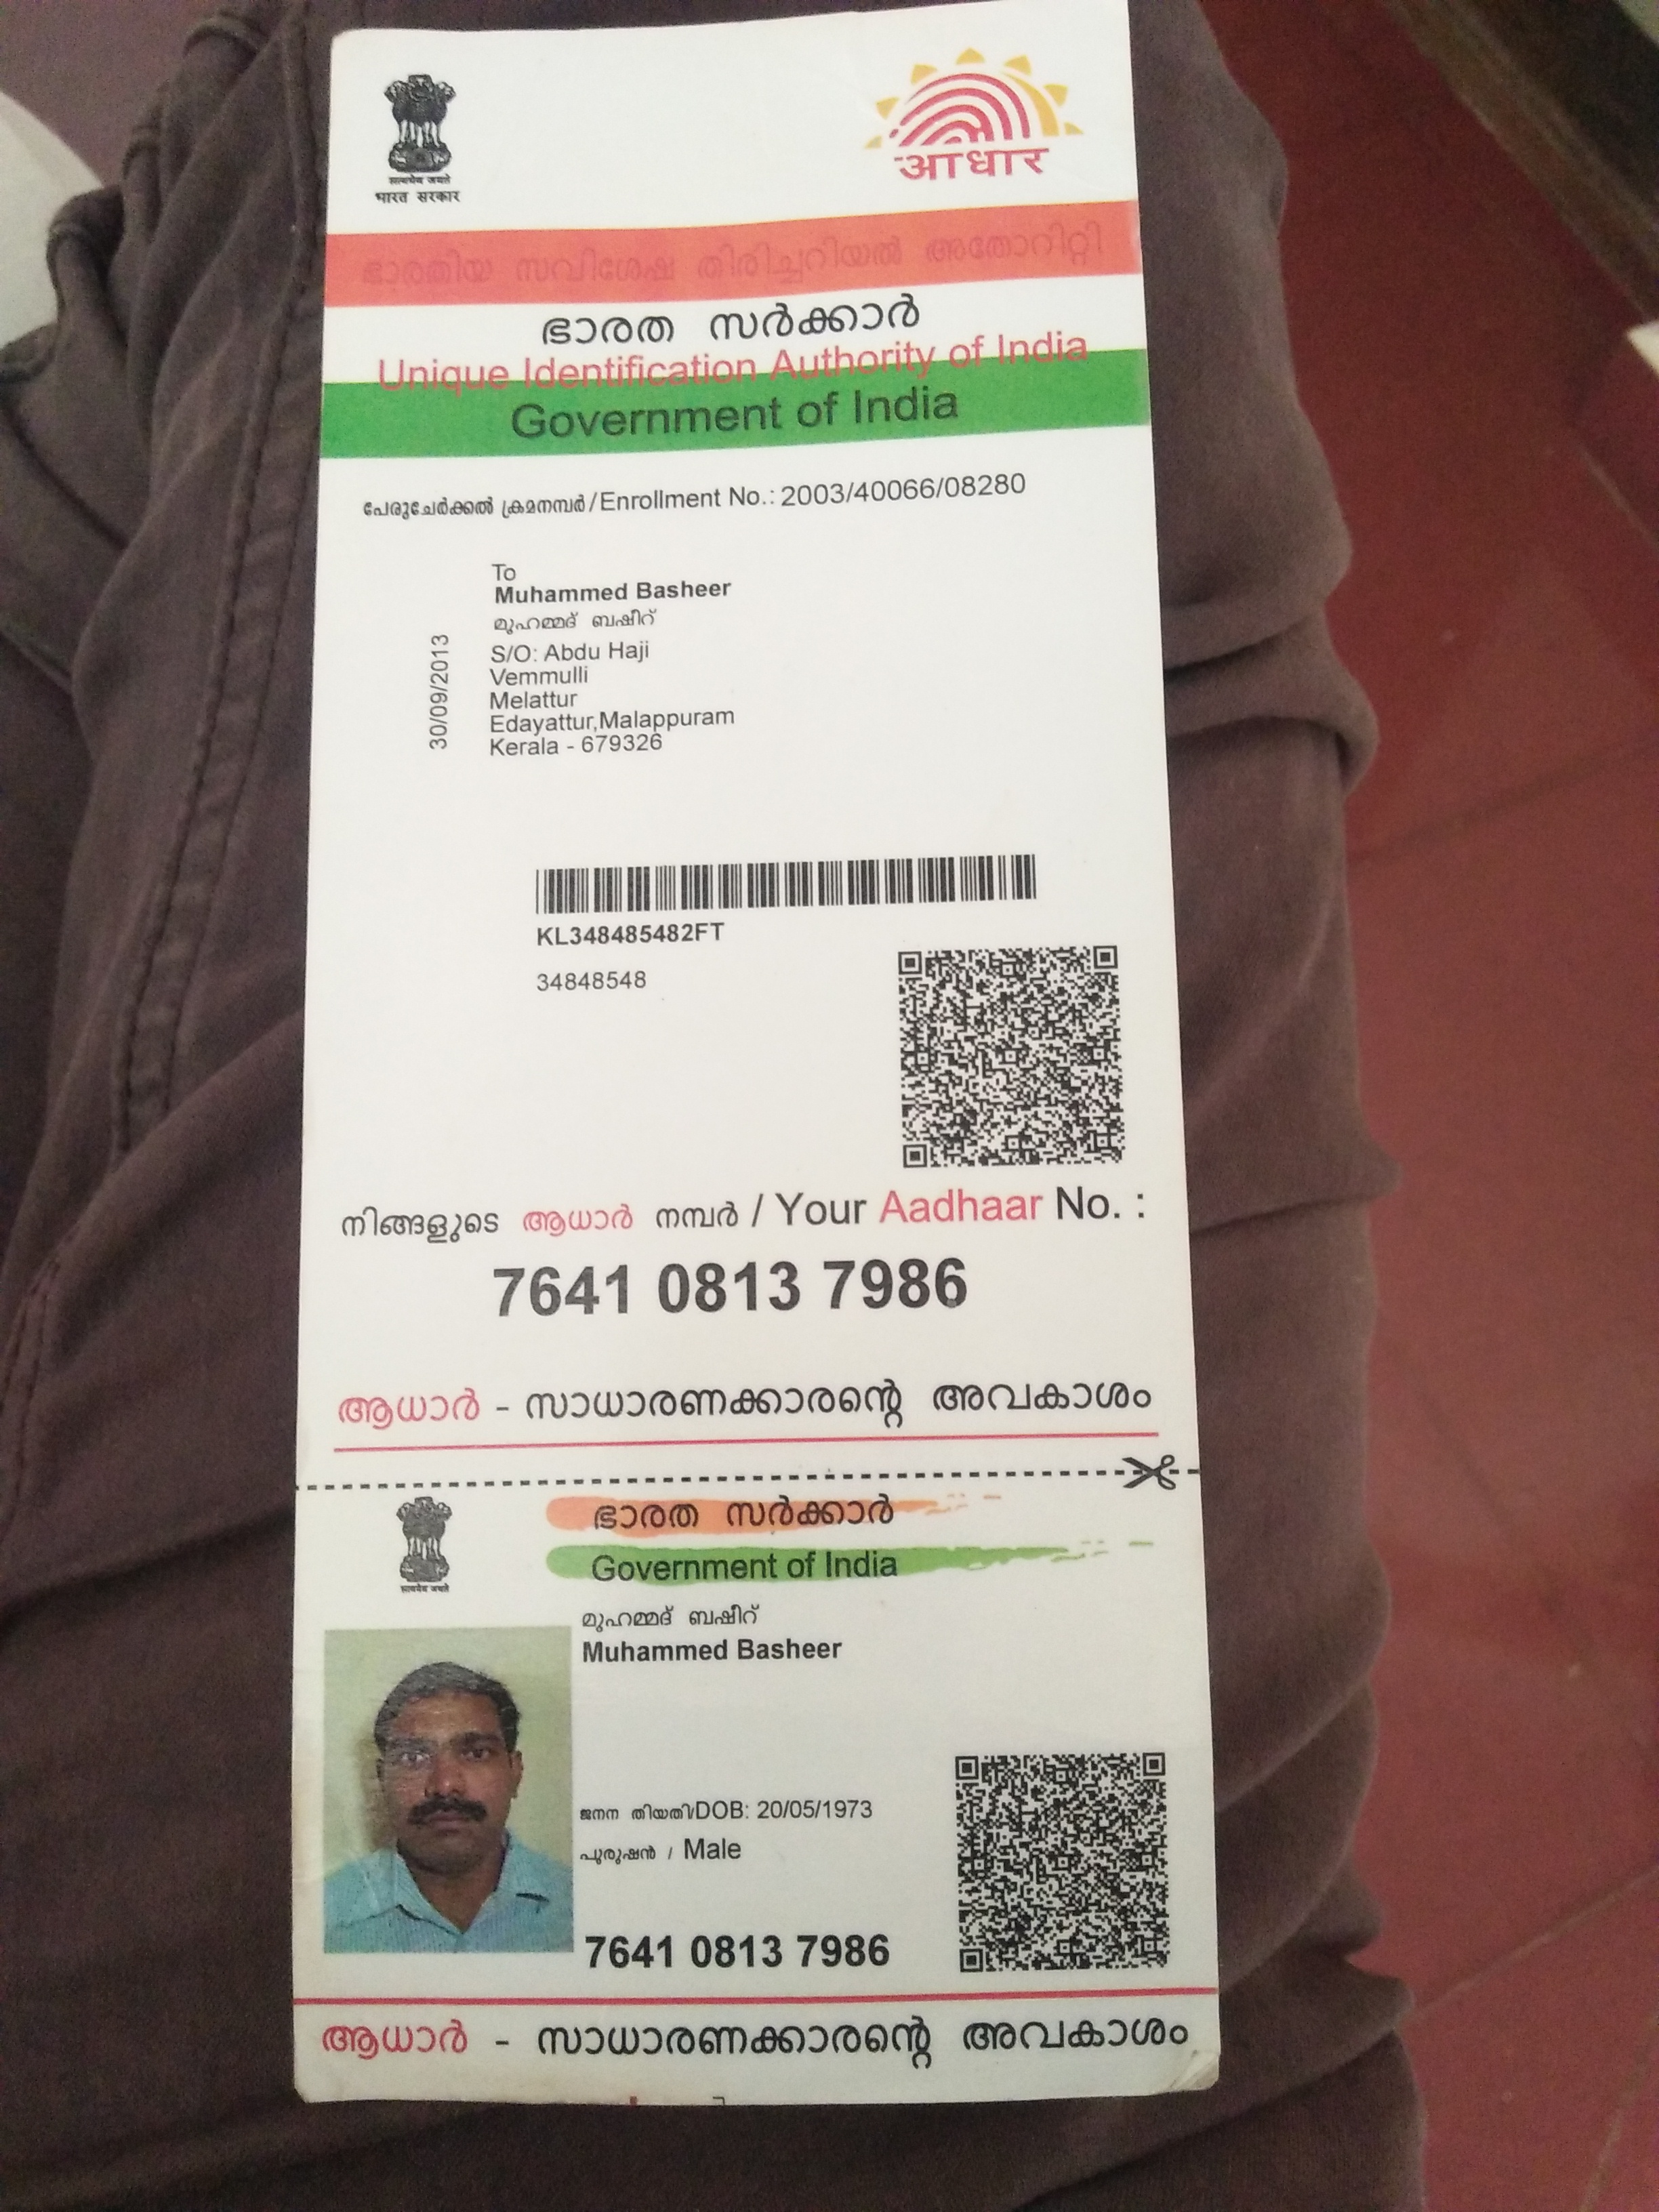 सत्यमेव जयते
भारत सरकार
आधार
ഭാരതിയ സവിശേഷ തിരിച്ചറിയൽ അതോറിറ്റി
ഭാരത സർക്കാർ
Unique Identification Authority of India
Government of India
പേരുചേർക്കൽ ക്രമനമ്പർ / Enrollment No.: 2003/40066/08280
30/09/2013
To
Muhammed Basheer
മുഹമ്മദ് ബഷീറ്
S/O: Abdu Haji
Vemmulli
Melattur
Edayattur,Malappuram
Kerala - 679326
KL348485482FT
34848548
നിങ്ങളുടെ ആധാർ നമ്പർ / Your Aadhaar No. :
7641 0813 7986
ആധാർ - സാധാരണക്കാരന്റെ അവകാശം
ഭാരത സർക്കാർ
Government of India
सत्यमेव जयते
മുഹമ്മദ് ബഷീറ്
Muhammed Basheer
ജനന തിയതി/DOB: 20/05/1973
പുരുഷൻ / Male
7641 0813 7986
ആധാർ - സാധാരണക്കാരന്റെ അവകാശം